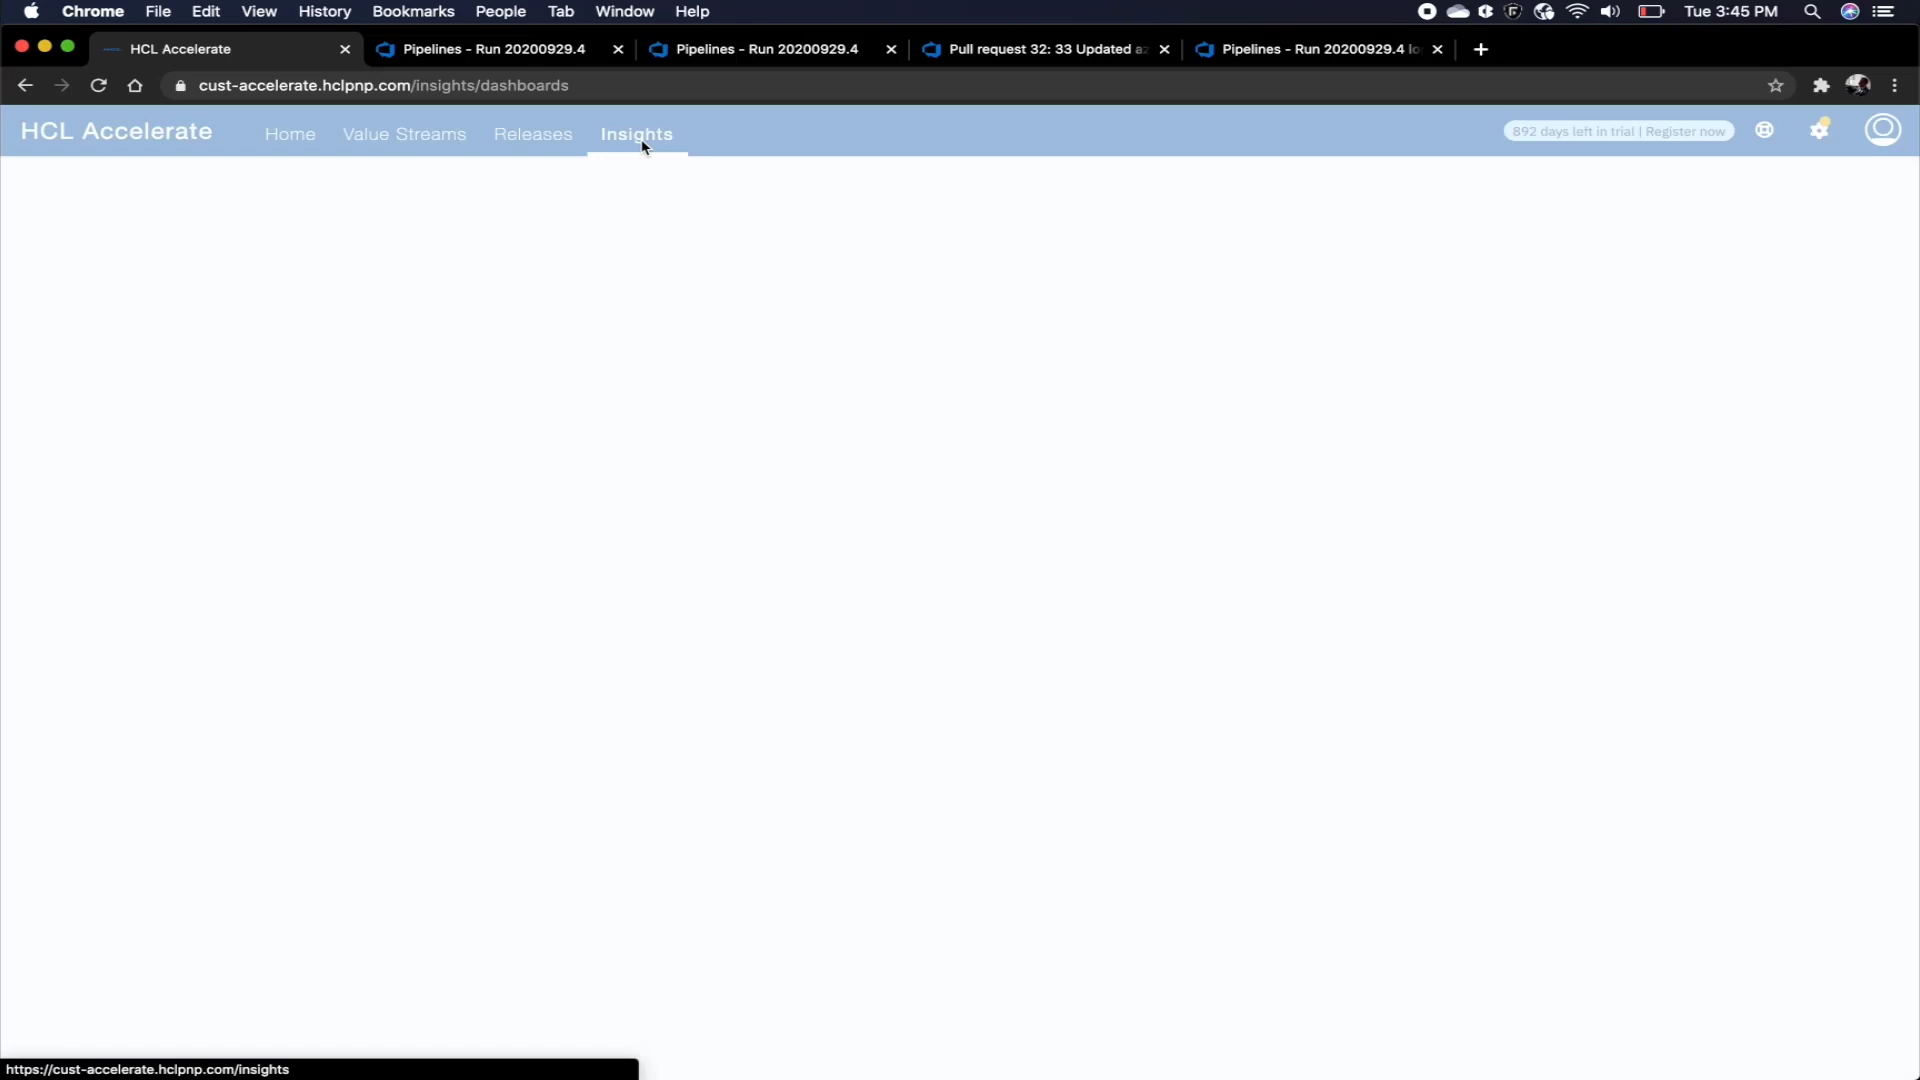 Chrome File Edit View History Bookmarks People Tab Window Help
Tue 3:45 PM
HCL Accelerate
Pipelines - Run 20200929.4
Pipelines - Run 20200929.4
Pull request 32: 33 Updated a
Pipelines - Run 20200929.4 lo
cust-accelerate.hclpnp.com/insights/dashboards
HCL Accelerate
Home Value Streams Releases Insights
892 days left in trial | Register now
https://cust-accelerate.hclpnp.com/insights